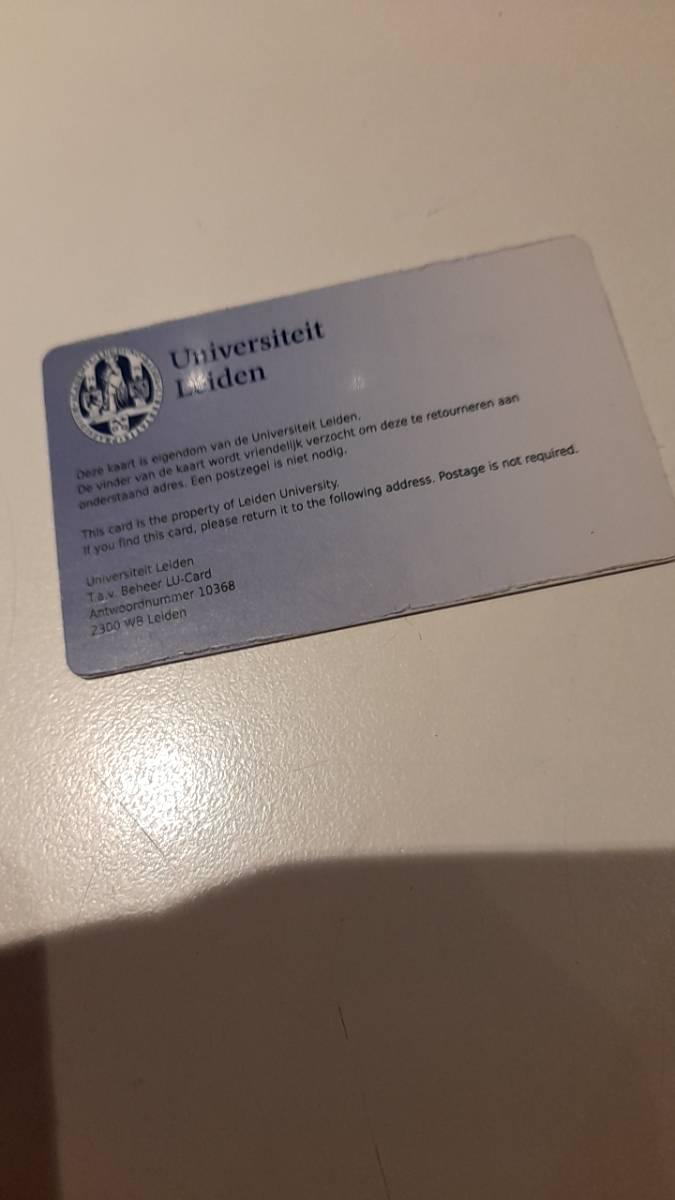 Universiteit
Leiden
Deze kaart is eigendom van de Universiteit Leiden.
De vinder van de kaart wordt vriendelijk verzocht om deze te retourneren aan
onderstaand adres. Een postzegel is niet nodig.
This card is the property of Leiden University.
If you find this card, please return it to the following address. Postage is not required.
Universiteit Leiden
T.a.v. Beheer LU-Card
Antwoordnummer 10368
2300 WB Leiden